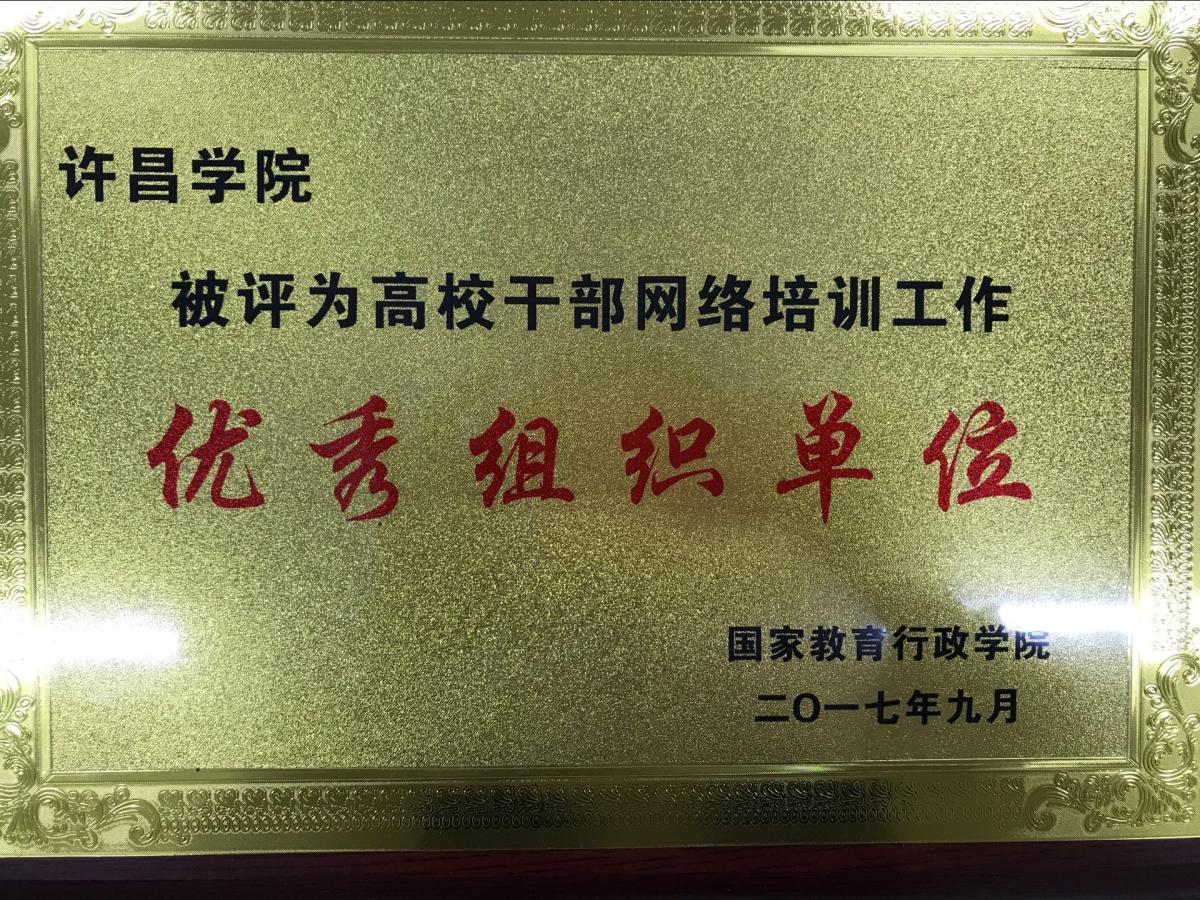 许昌学院
被评为高校干部网络培训工作
优秀组织单位
国家教育行政学院
二〇一七年九月